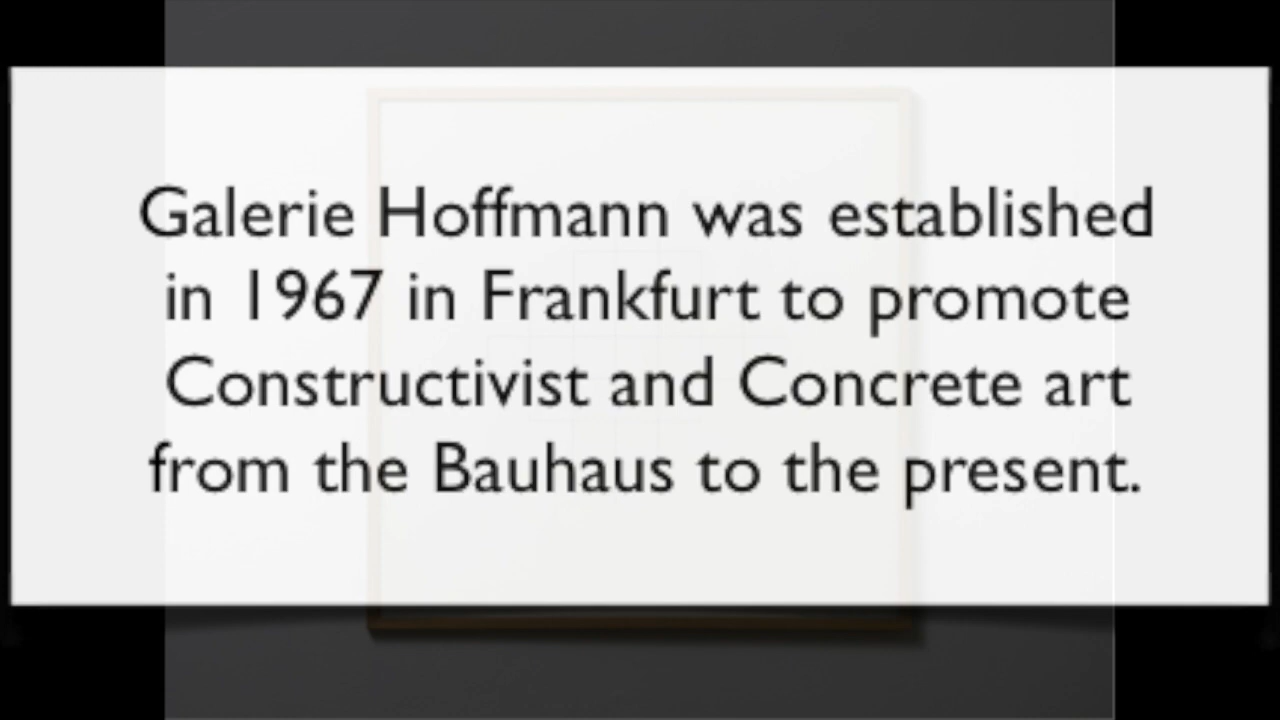 Galerie Hoffmann was established
in 1967 in Frankfurt to promote
Constructivist and Concrete art
from the Bauhaus to the present.